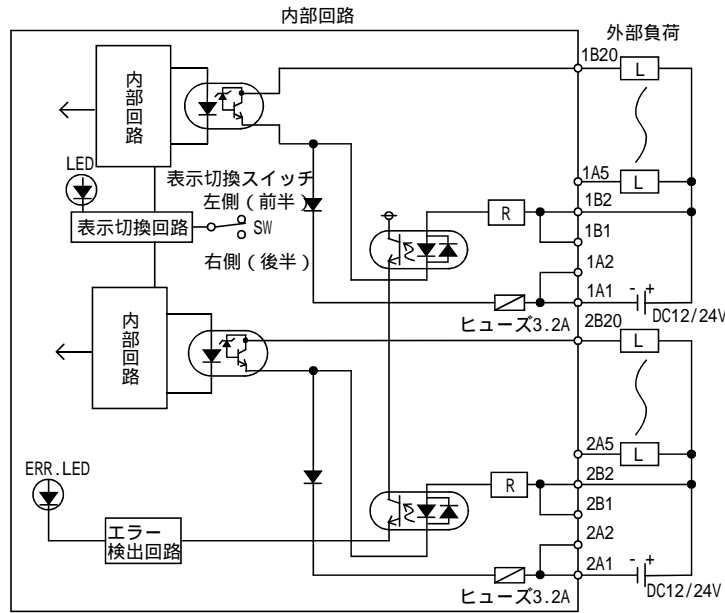 内部回路
外部負荷
1B20
L
内部回路
LED
表示切換スイッチ
左側（前半）
1A5
L
1B2
R
表示切換回路
SW
1B1
右側（後半）
1A2
1A1
- +
ヒューズ3.2A
DC12/24V
2B20
L
内部回路
2A5
L
ERR.LED
2B2
R
2B1
エラー
検出回路
2A2
2A1
- +
ヒューズ3.2A
DC12/24V